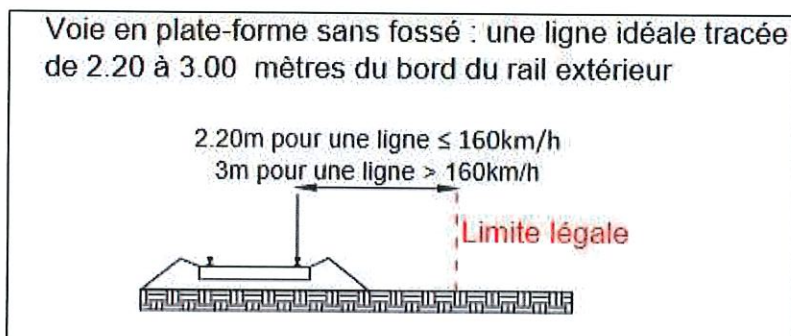 Voie en plate-forme sans fossé : une ligne idéale tracée
de 2.20 à 3.00 mètres du bord du rail extérieur
2.20m pour une ligne ≤ 160km/h
3m pour une ligne > 160km/h
Limite légale